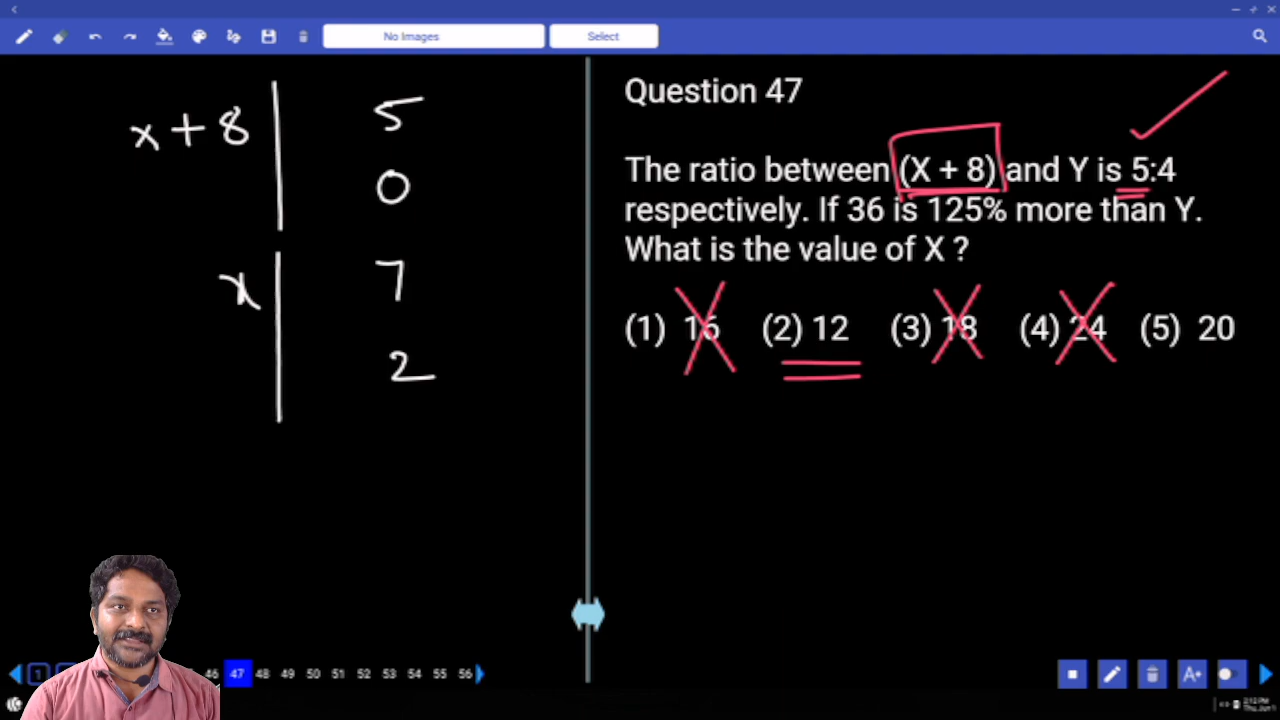 No Images
Select
x + 8
5
0
x
7
2
Question 47
The ratio between (X + 8) and Y is 5:4
respectively. If 36 is 125% more than Y.
What is the value of X ?
(1) 16 (2) 12 (3) 18 (4) 24 (5) 20
1
46 47 48 49 50 51 52 53 54 55 56
A+